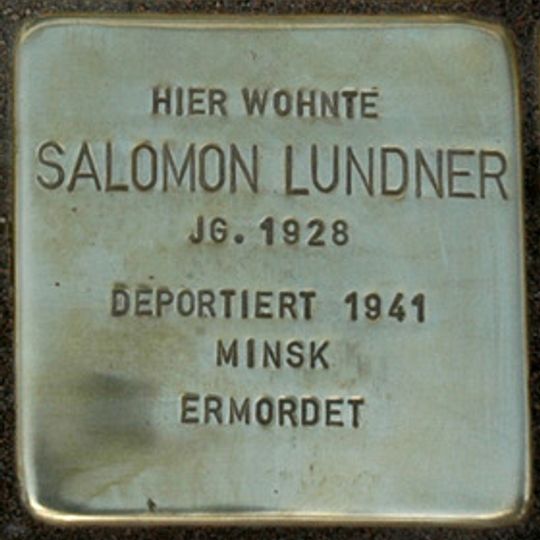 HIER WOHNTE
SALOMON LUNDNER
JG. 1928
DEPORTIERT 1941
MINSK
ERMORDET